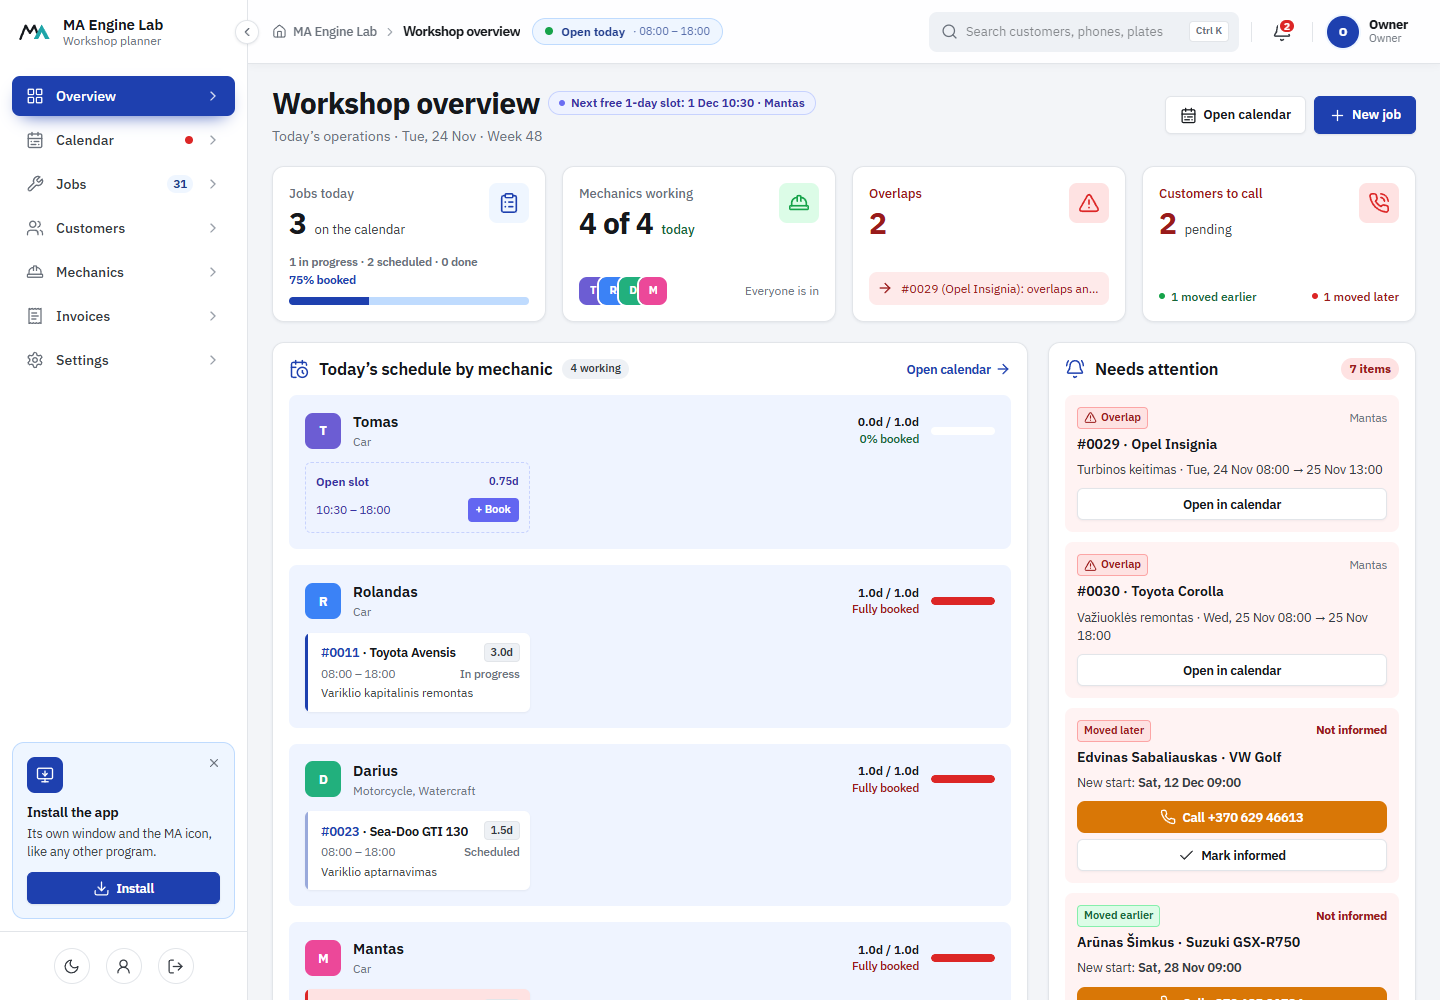 MA Engine Lab
Workshop planner
Overview
Calendar
Jobs 31
Customers
Mechanics
Invoices
Settings
Install the app
Its own window and the MA icon,
like any other program.
Install
MA Engine Lab Workshop overview Open today · 08:00 – 18:00
Search customers, phones, plates Ctrl K
2
O
Owner
Owner
Workshop overview Next free 1-day slot: 1 Dec 10:30 · Mantas
Today’s operations · Tue, 24 Nov · Week 48
Open calendar
New job
Jobs today
3 on the calendar
1 in progress · 2 scheduled · 0 done
75% booked
Mechanics working
4 of 4 today
T R D M Everyone is in
Overlaps
2
#0029 (Opel Insignia): overlaps an...
Customers to call
2 pending
1 moved earlier 1 moved later
Today’s schedule by mechanic 4 working Open calendar
T
Tomas
Car
0.0d / 1.0d
0% booked
Open slot 0.75d
10:30 – 18:00 + Book
R
Rolandas
Car
1.0d / 1.0d
Fully booked
#0011 · Toyota Avensis 3.0d
08:00 – 18:00 In progress
Variklio kapitalinis remontas
D
Darius
Motorcycle, Watercraft
1.0d / 1.0d
Fully booked
#0023 · Sea-Doo GTI 130 1.5d
08:00 – 18:00 Scheduled
Variklio aptarnavimas
M
Mantas
Car
1.0d / 1.0d
Fully booked
Needs attention 7 items
Overlap Mantas
#0029 · Opel Insignia
Turbinos keitimas · Tue, 24 Nov 08:00 → 25 Nov 13:00
Open in calendar
Overlap Mantas
#0030 · Toyota Corolla
Važiuoklės remontas · Wed, 25 Nov 08:00 → 25 Nov
18:00
Open in calendar
Moved later Not informed
Edvinas Sabaliauskas · VW Golf
New start: Sat, 12 Dec 09:00
Call +370 629 46613
Mark informed
Moved earlier Not informed
Arūnas Šimkus · Suzuki GSX-R750
New start: Sat, 28 Nov 09:00